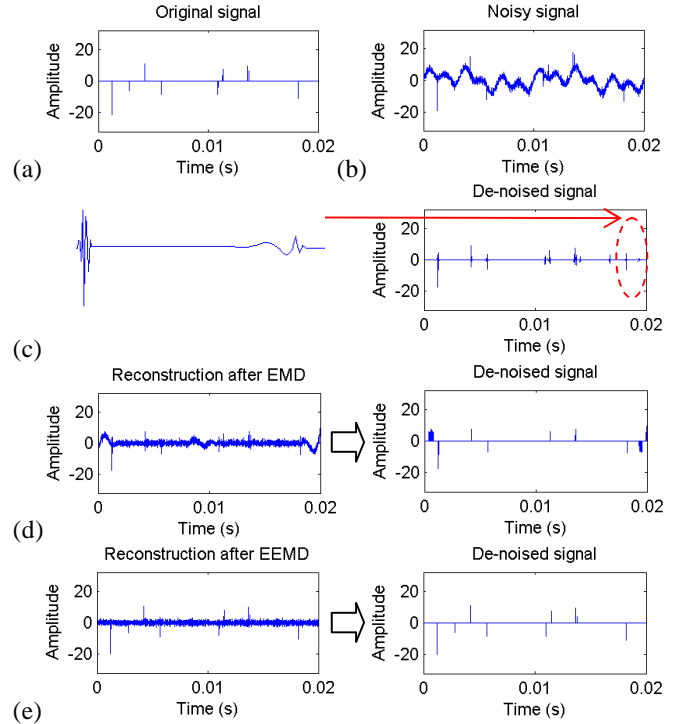 Original signal
Amplitude
20
0
-20
0
0.01
0.02
Time (s)
(a)
Noisy signal
Amplitude
20
0
-20
0
0.01
0.02
Time (s)
(b)
De-noised signal
Amplitude
20
0
-20
0
0.01
0.02
Time (s)
(c)
Reconstruction after EMD
Amplitude
20
0
-20
0
0.01
0.02
Time (s)
De-noised signal
Amplitude
20
0
-20
0
0.01
0.02
Time (s)
(d)
Reconstruction after EEMD
Amplitude
20
0
-20
0
0.01
0.02
Time (s)
De-noised signal
Amplitude
20
0
-20
0
0.01
0.02
Time (s)
(e)